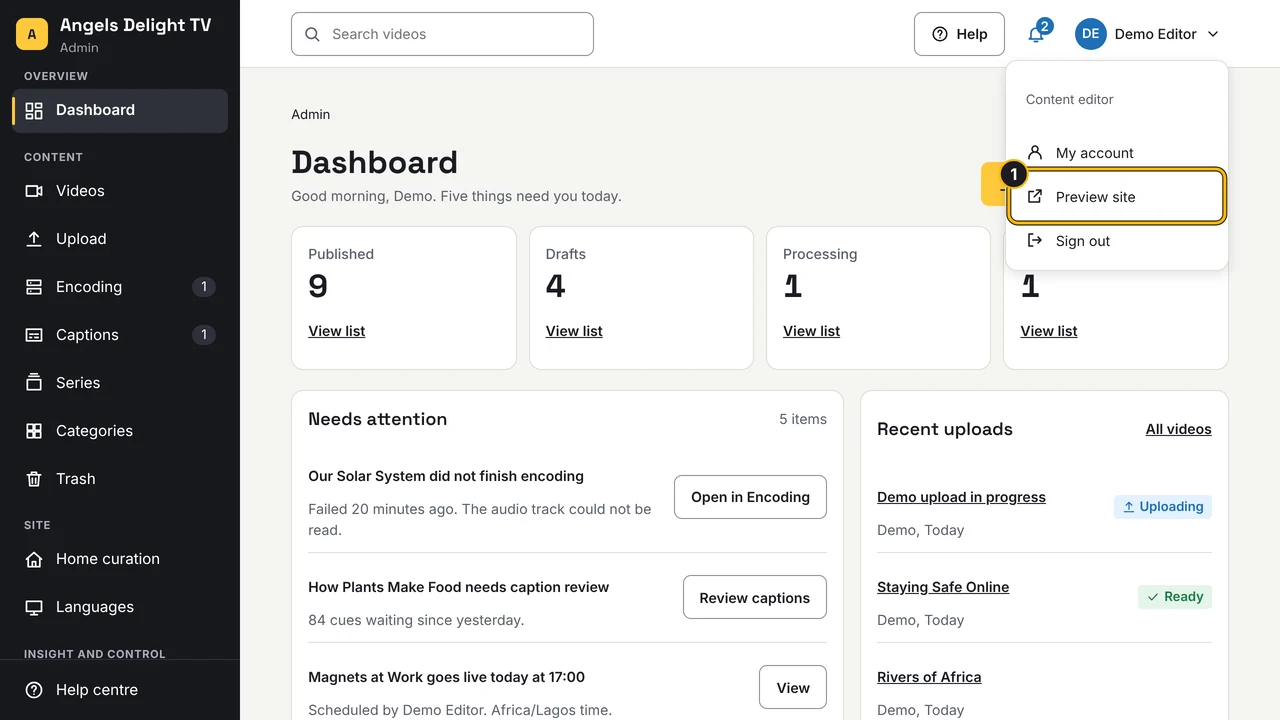 A
Angels Delight TV
Admin
OVERVIEW
Dashboard
CONTENT
Videos
Upload
Encoding 1
Captions 1
Series
Categories
Trash
SITE
Home curation
Languages
INSIGHT AND CONTROL
Help centre
Search videos
Help
2
DE Demo Editor
Content editor
My account
1
Preview site
Sign out
Admin
Dashboard
Good morning, Demo. Five things need you today.
Published
9
View list
Drafts
4
View list
Processing
1
View list
1
View list
Needs attention 5 items
Our Solar System did not finish encoding
Failed 20 minutes ago. The audio track could not be
read.
Open in Encoding
How Plants Make Food needs caption review
84 cues waiting since yesterday.
Review captions
Magnets at Work goes live today at 17:00
Scheduled by Demo Editor. Africa/Lagos time.
View
Recent uploads All videos
Demo upload in progress
Demo, Today
Uploading
Staying Safe Online
Demo, Today
Ready
Rivers of Africa
Demo, Today